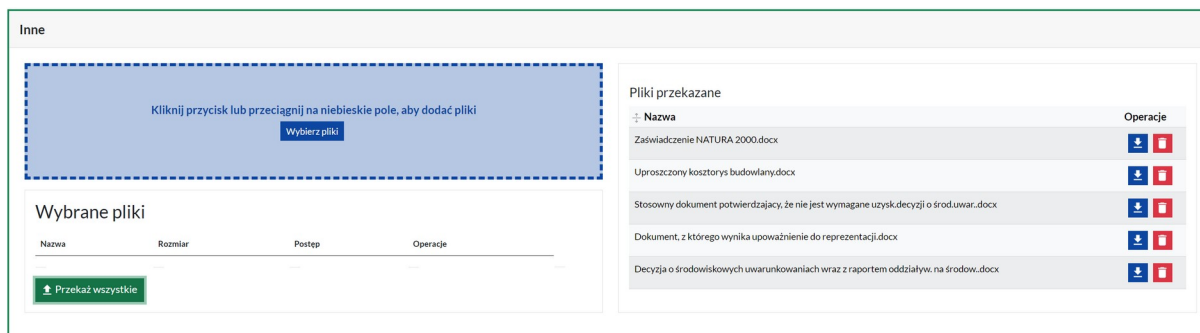 Inne
Kliknij przycisk lub przeciągnij na niebieskie pole, aby dodać pliki
Wybierz pliki
Wybrane pliki
Nazwa Rozmiar Postęp Operacje
Przekaż wszystkie
Pliki przekazane
Nazwa Operacje
Zaświadczenie NATURA 2000.docx
Uproszczony kosztorys budowlany.docx
Stosowny dokument potwierdzajacy, że nie jest wymagane uzysk.decyzji o środ.uwar..docx
Dokument, z którego wynika upoważnienie do reprezentacji.docx
Decyzja o środowiskowych uwarunkowaniach wraz z raportem oddziaływ. na środow..docx